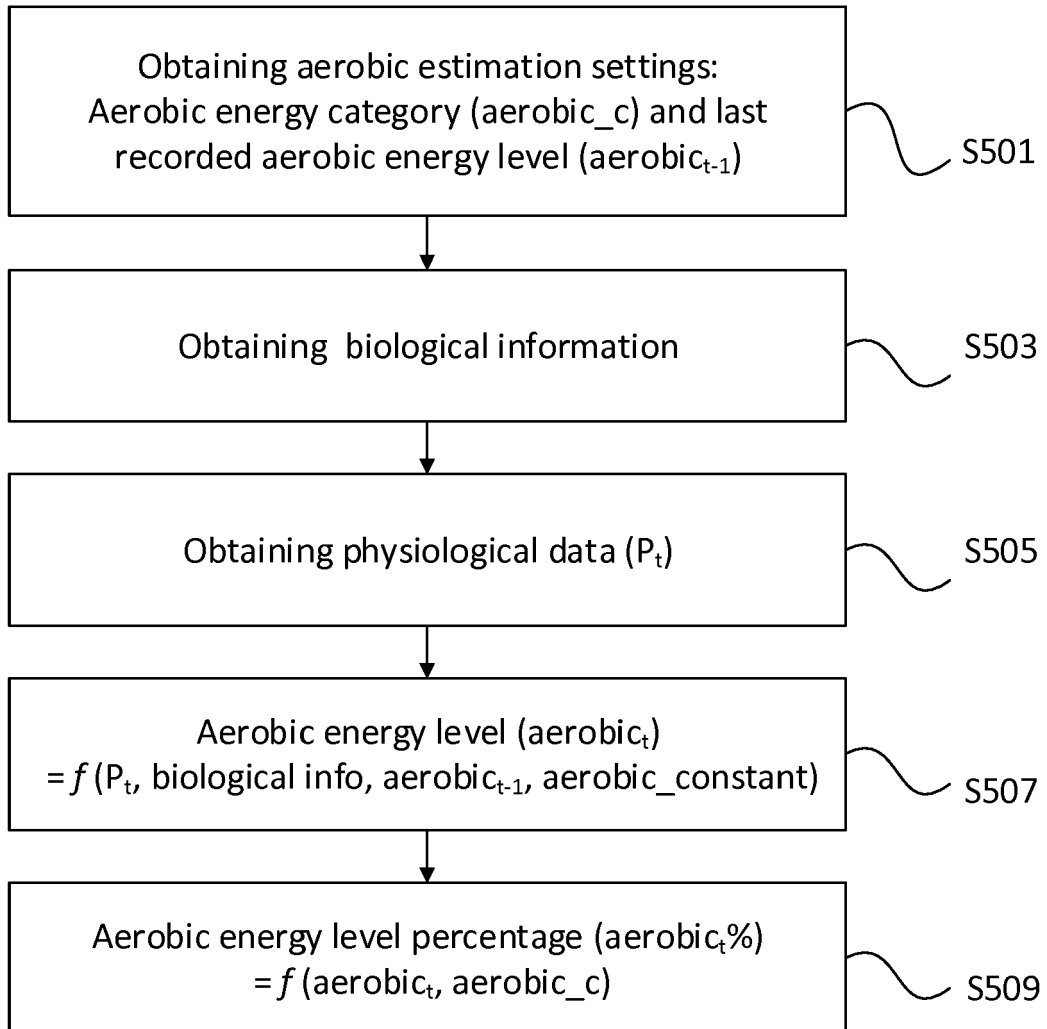 Obtaining aerobic estimation settings:
Aerobic energy category (aerobic_c) and last
recorded aerobic energy level (aerobicₜ₋₁)
S501
Obtaining biological information
S503
Obtaining physiological data (Pₜ)
S505
Aerobic energy level (aerobicₜ)
= f (Pₜ, biological info, aerobicₜ₋₁, aerobic_constant)
S507
Aerobic energy level percentage (aerobicₜ%)
= f (aerobicₜ, aerobic_c)
S509